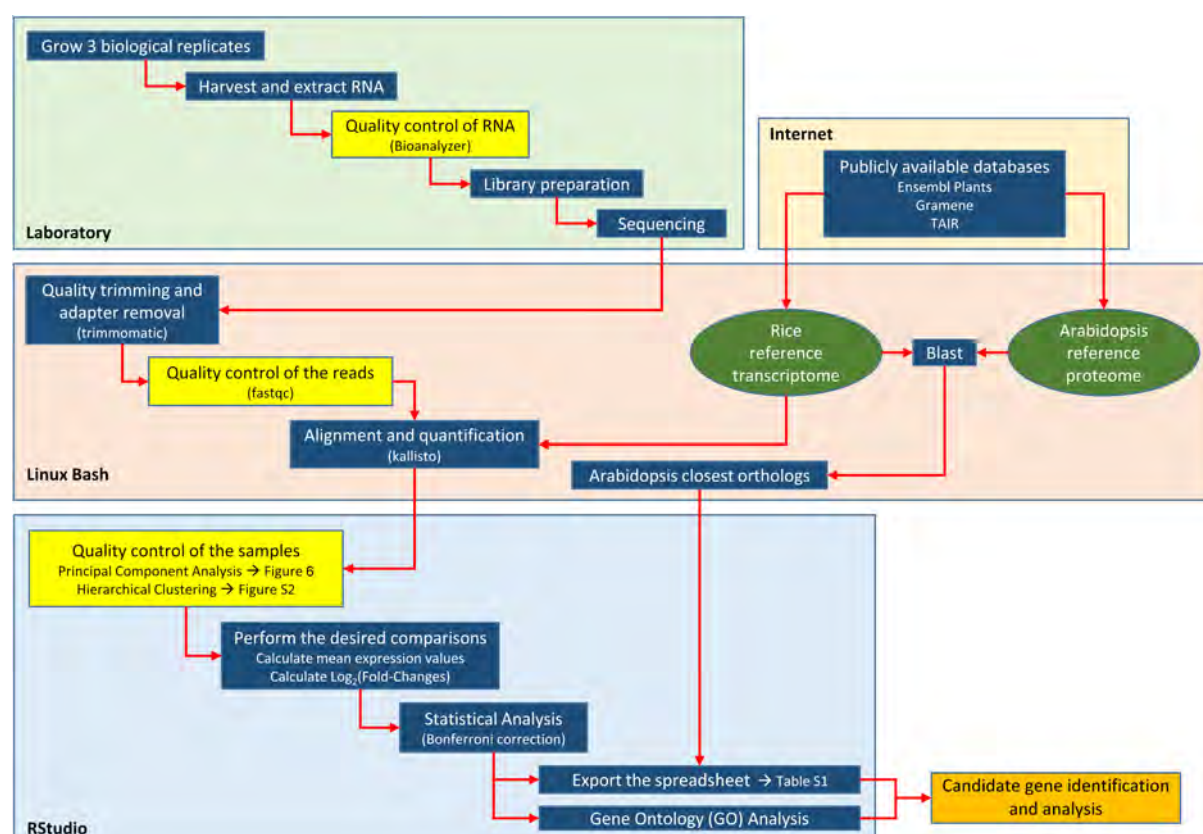 Grow 3 biological replicates
Harvest and extract RNA
Quality control of RNA
(Bioanalyzer)
Library preparation
Sequencing
Laboratory
Internet
Publicly available databases
Ensembl Plants
Gramene
TAIR
Quality trimming and
adapter removal
(trimmomatic)
Quality control of the reads
(fastqc)
Alignment and quantification
(kallisto)
Rice
reference
transcriptome
Blast
Arabidopsis
reference
proteome
Arabidopsis closest orthologs
Linux Bash
Quality control of the samples
Principal Component Analysis → Figure 6
Hierarchical Clustering → Figure S2
Perform the desired comparisons
Calculate mean expression values
Calculate Log₂(Fold-Changes)
Statistical Analysis
(Bonferroni correction)
Export the spreadsheet → Table S1
Gene Ontology (GO) Analysis
RStudio
Candidate gene identification
and analysis